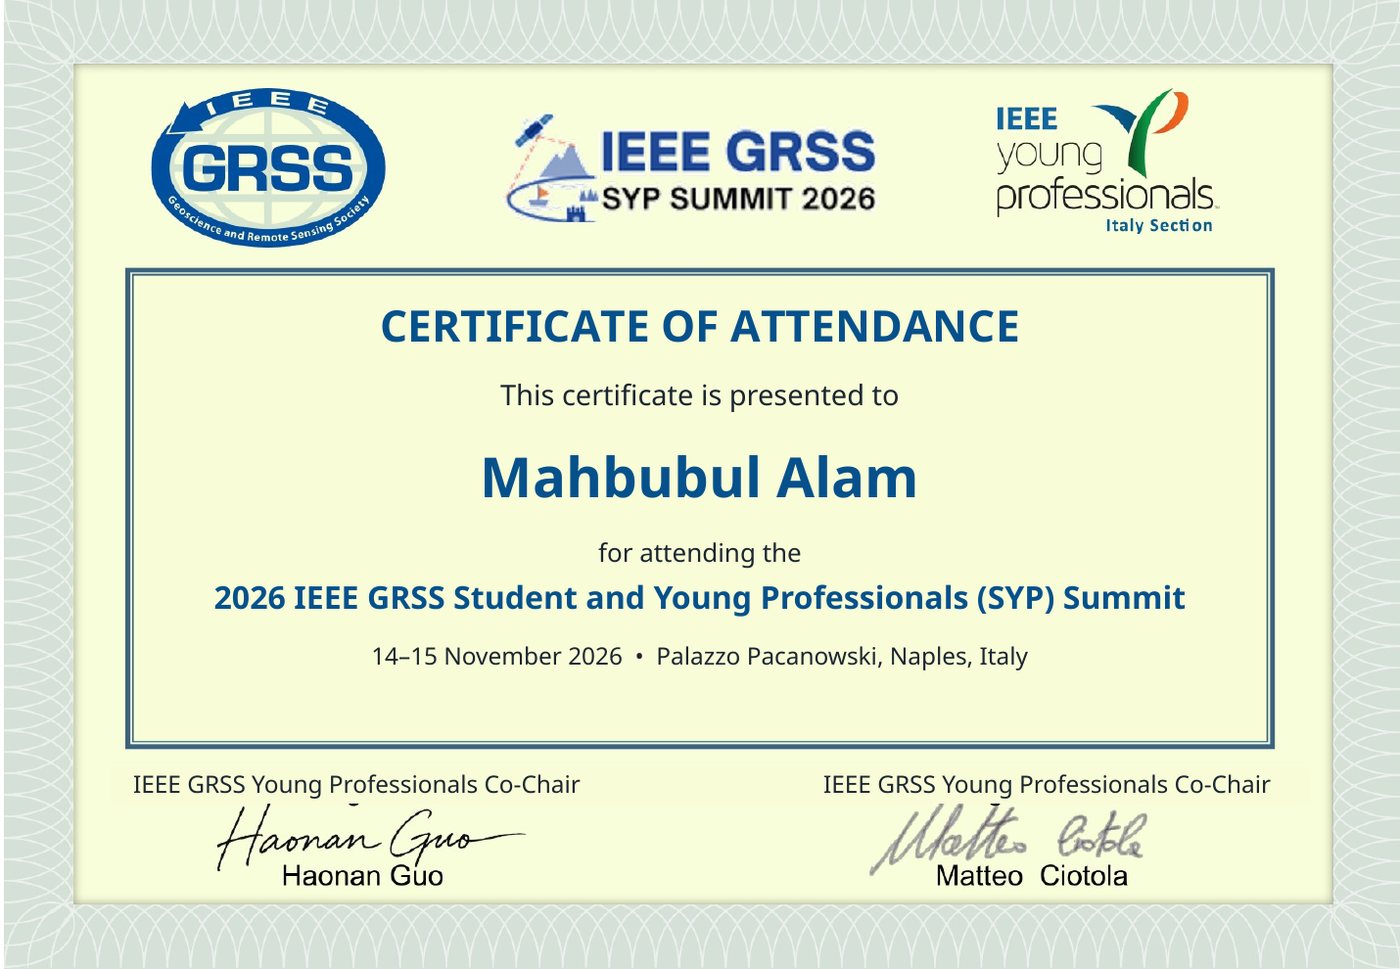 IEEE
GRSS
Geoscience and Remote Sensing Society
IEEE GRSS
SYP SUMMIT 2026
IEEE
young
professionals
Italy Section
CERTIFICATE OF ATTENDANCE
This certificate is presented to
Mahbubul Alam
for attending the
2026 IEEE GRSS Student and Young Professionals (SYP) Summit
14–15 November 2026 • Palazzo Pacanowski, Naples, Italy
IEEE GRSS Young Professionals Co-Chair
Haonan Guo
Haonan Guo
IEEE GRSS Young Professionals Co-Chair
Matteo Ciotola
Matteo Ciotola